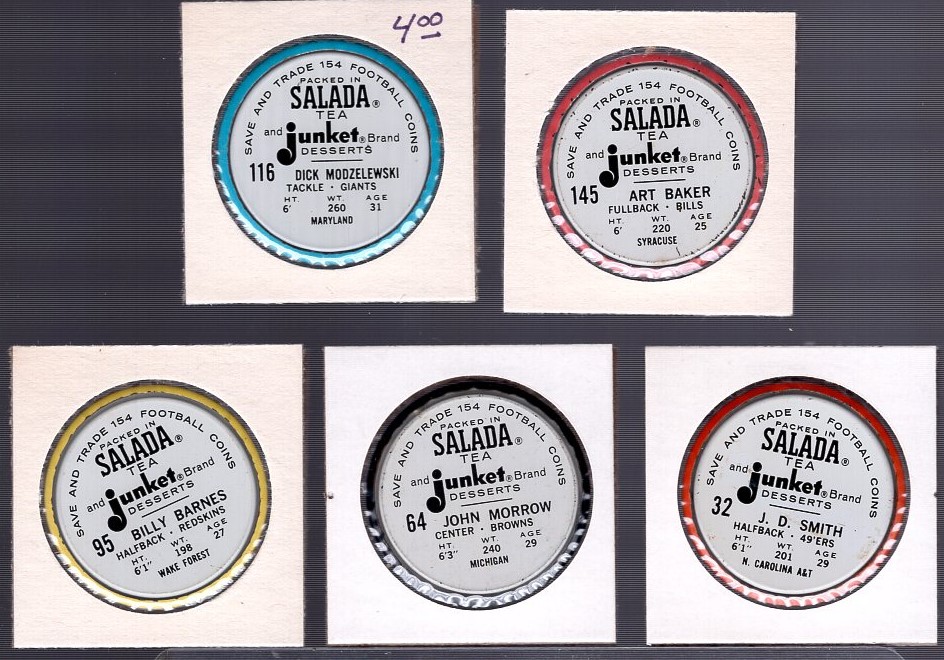 4.00
SAVE AND TRADE 154 FOOTBALL COINS
PACKED IN
SALADA®
TEA
and junket® Brand
DESSERTS
116 DICK MODZELEWSKI
TACKLE · GIANTS
HT. WT. AGE
6' 260 31
MARYLAND
SAVE AND TRADE 154 FOOTBALL COINS
PACKED IN
SALADA®
TEA
and junket® Brand
DESSERTS
145 ART BAKER
FULLBACK · BILLS
HT. WT. AGE
6' 220 25
SYRACUSE
SAVE AND TRADE 154 FOOTBALL COINS
PACKED IN
SALADA®
TEA
and junket® Brand
DESSERTS
95 BILLY BARNES
HALFBACK · REDSKINS
HT. WT. AGE
6'1" 198 27
WAKE FOREST
SAVE AND TRADE 154 FOOTBALL COINS
PACKED IN
SALADA®
TEA
and junket® Brand
DESSERTS
64 JOHN MORROW
CENTER · BROWNS
HT. WT. AGE
6'3" 240 29
MICHIGAN
SAVE AND TRADE 154 FOOTBALL COINS
PACKED IN
SALADA®
TEA
and junket® Brand
DESSERTS
32 J. D. SMITH
HALFBACK · 49'ERS
HT. WT. AGE
6'1" 201 29
N. CAROLINA A&T